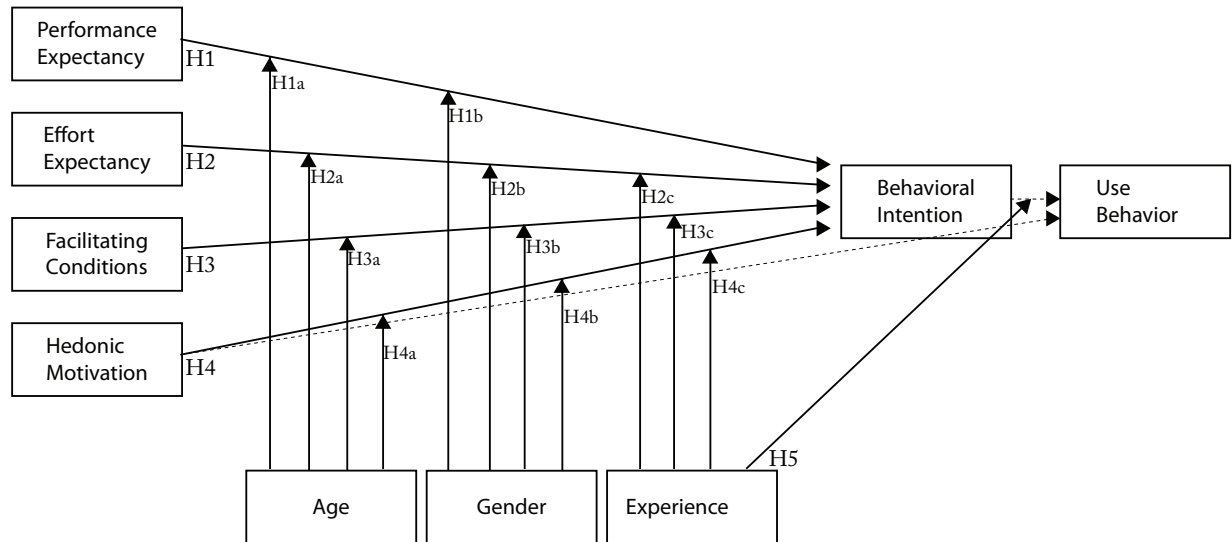 Performance
Expectancy
H1
H1a
H1b
Effort
Expectancy
H2
H2a
H2b
H2c
Behavioral
Intention
Use
Behavior
Facilitating
Conditions
H3
H3a
H3b
H3c
Hedonic
Motivation
H4
H4a
H4b
H4c
H5
Age
Gender
Experience